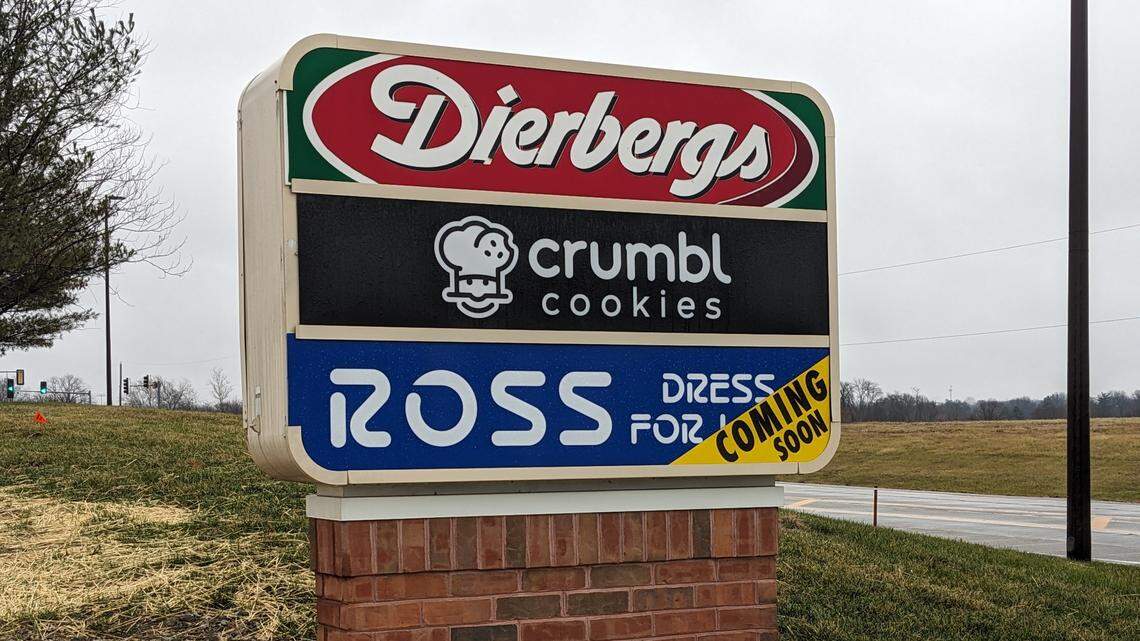 Dierbergs
crumbl
cookies
ROSS
DRESS
FOR
COMING
SOON